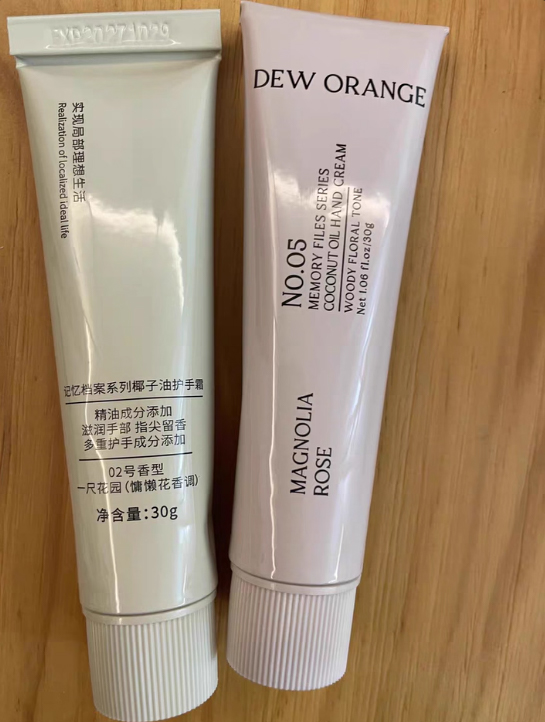 实现局部理想生活
Realization of localized ideal life
记忆档案系列椰子油护手霜
精油成分添加
滋润手部 指尖留香
多重护手成分添加
02号香型
一尺花园(慵懒花香调)
净含量:30g
DEW ORANGE
NO.05
MEMORY FILES SERIES
COCONUT OIL HAND CREAM
WOODY FLORAL TONE
Net 1.06 fl.oz/30g
MAGNOLIA
ROSE